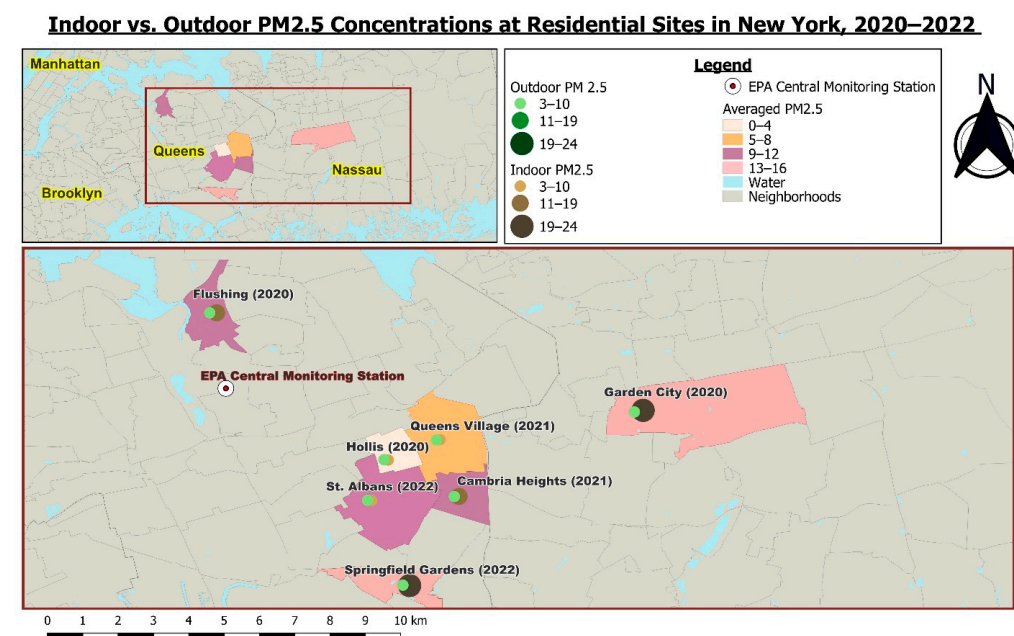 Indoor vs. Outdoor PM2.5 Concentrations at Residential Sites in New York, 2020–2022
Manhattan
Queens
Nassau
Brooklyn
Legend
Outdoor PM 2.5
3–10
11–19
19–24
Indoor PM2.5
3–10
11–19
19–24
EPA Central Monitoring Station
Averaged PM2.5
0–4
5–8
9–12
13–16
Water
Neighborhoods
N
Flushing (2020)
EPA Central Monitoring Station
Garden City (2020)
Queens Village (2021)
Hollis (2020)
St. Albans (2022)
Cambria Heights (2021)
Springfield Gardens (2022)
0 1 2 3 4 5 6 7 8 9 10 km